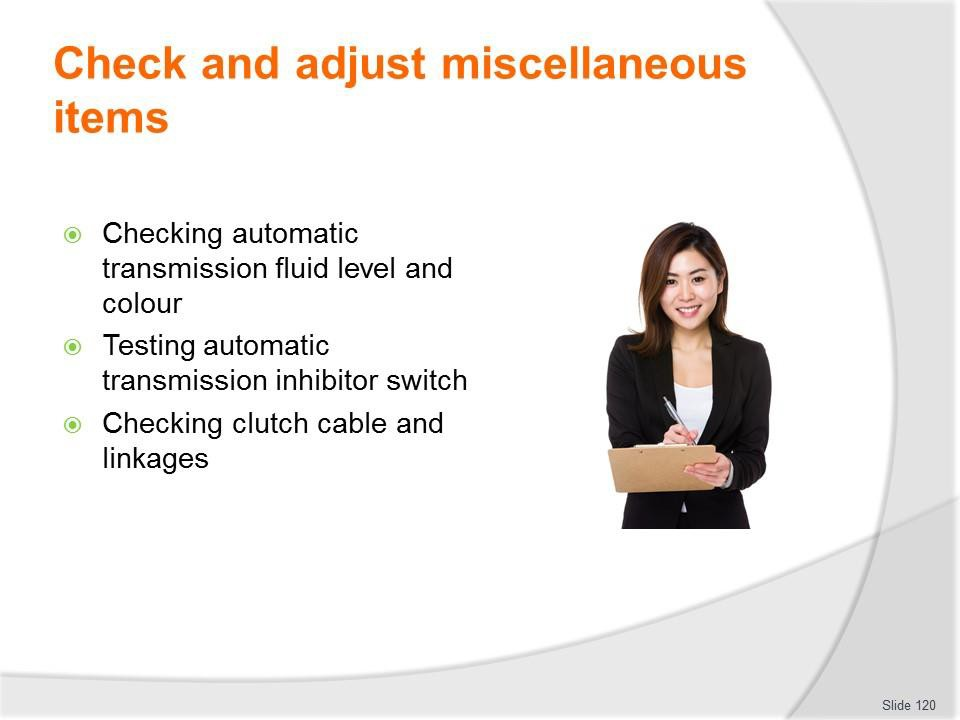 Check and adjust miscellaneous
items
Checking automatic
transmission fluid level and
colour
Testing automatic
transmission inhibitor switch
Checking clutch cable and
linkages
Slide 120